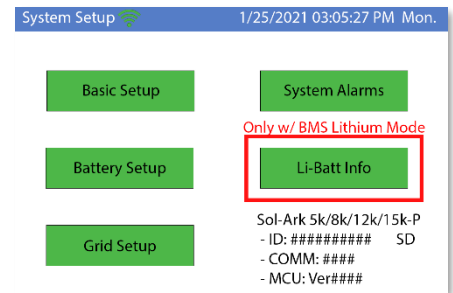 System Setup 1/25/2021 03:05:27 PM Mon.
Basic Setup System Alarms
Only w/ BMS Lithium Mode
Battery Setup Li-Batt Info
Grid Setup
Sol-Ark 5k/8k/12k/15k-P
- ID: ########## SD
- COMM: ####
- MCU: Ver####